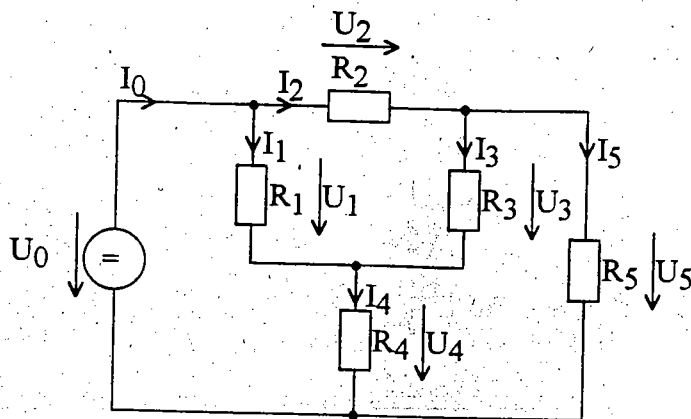 U2
I0 I2 R2
I1 I3 I5
R1 U1 R3 U3
U0 = R5 U5
I4
R4 U4